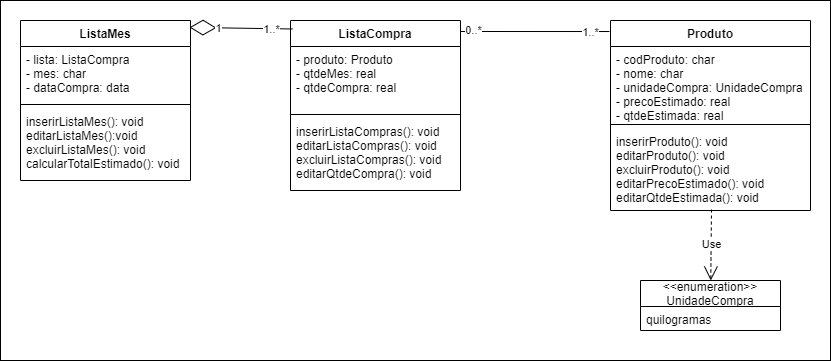 ListaMes
- lista: ListaCompra
- mes: char
- dataCompra: data
inserirListaMes(): void
editarListaMes():void
excluirListaMes(): void
calcularTotalEstimado(): void
1
1..*
ListaCompra
- produto: Produto
- qtdeMes: real
- qtdeCompra: real
inserirListaCompras(): void
editarListaCompras(): void
excluirListaCompras(): void
editarQtdeCompra(): void
0..*
1..*
Produto
- codProduto: char
- nome: char
- unidadeCompra: UnidadeCompra
- precoEstimado: real
- qtdeEstimada: real
inserirProduto(): void
editarProduto(): void
excluirProduto(): void
editarPrecoEstimado(): void
editarQtdeEstimada(): void
Use
<<enumeration>>
UnidadeCompra
quilogramas